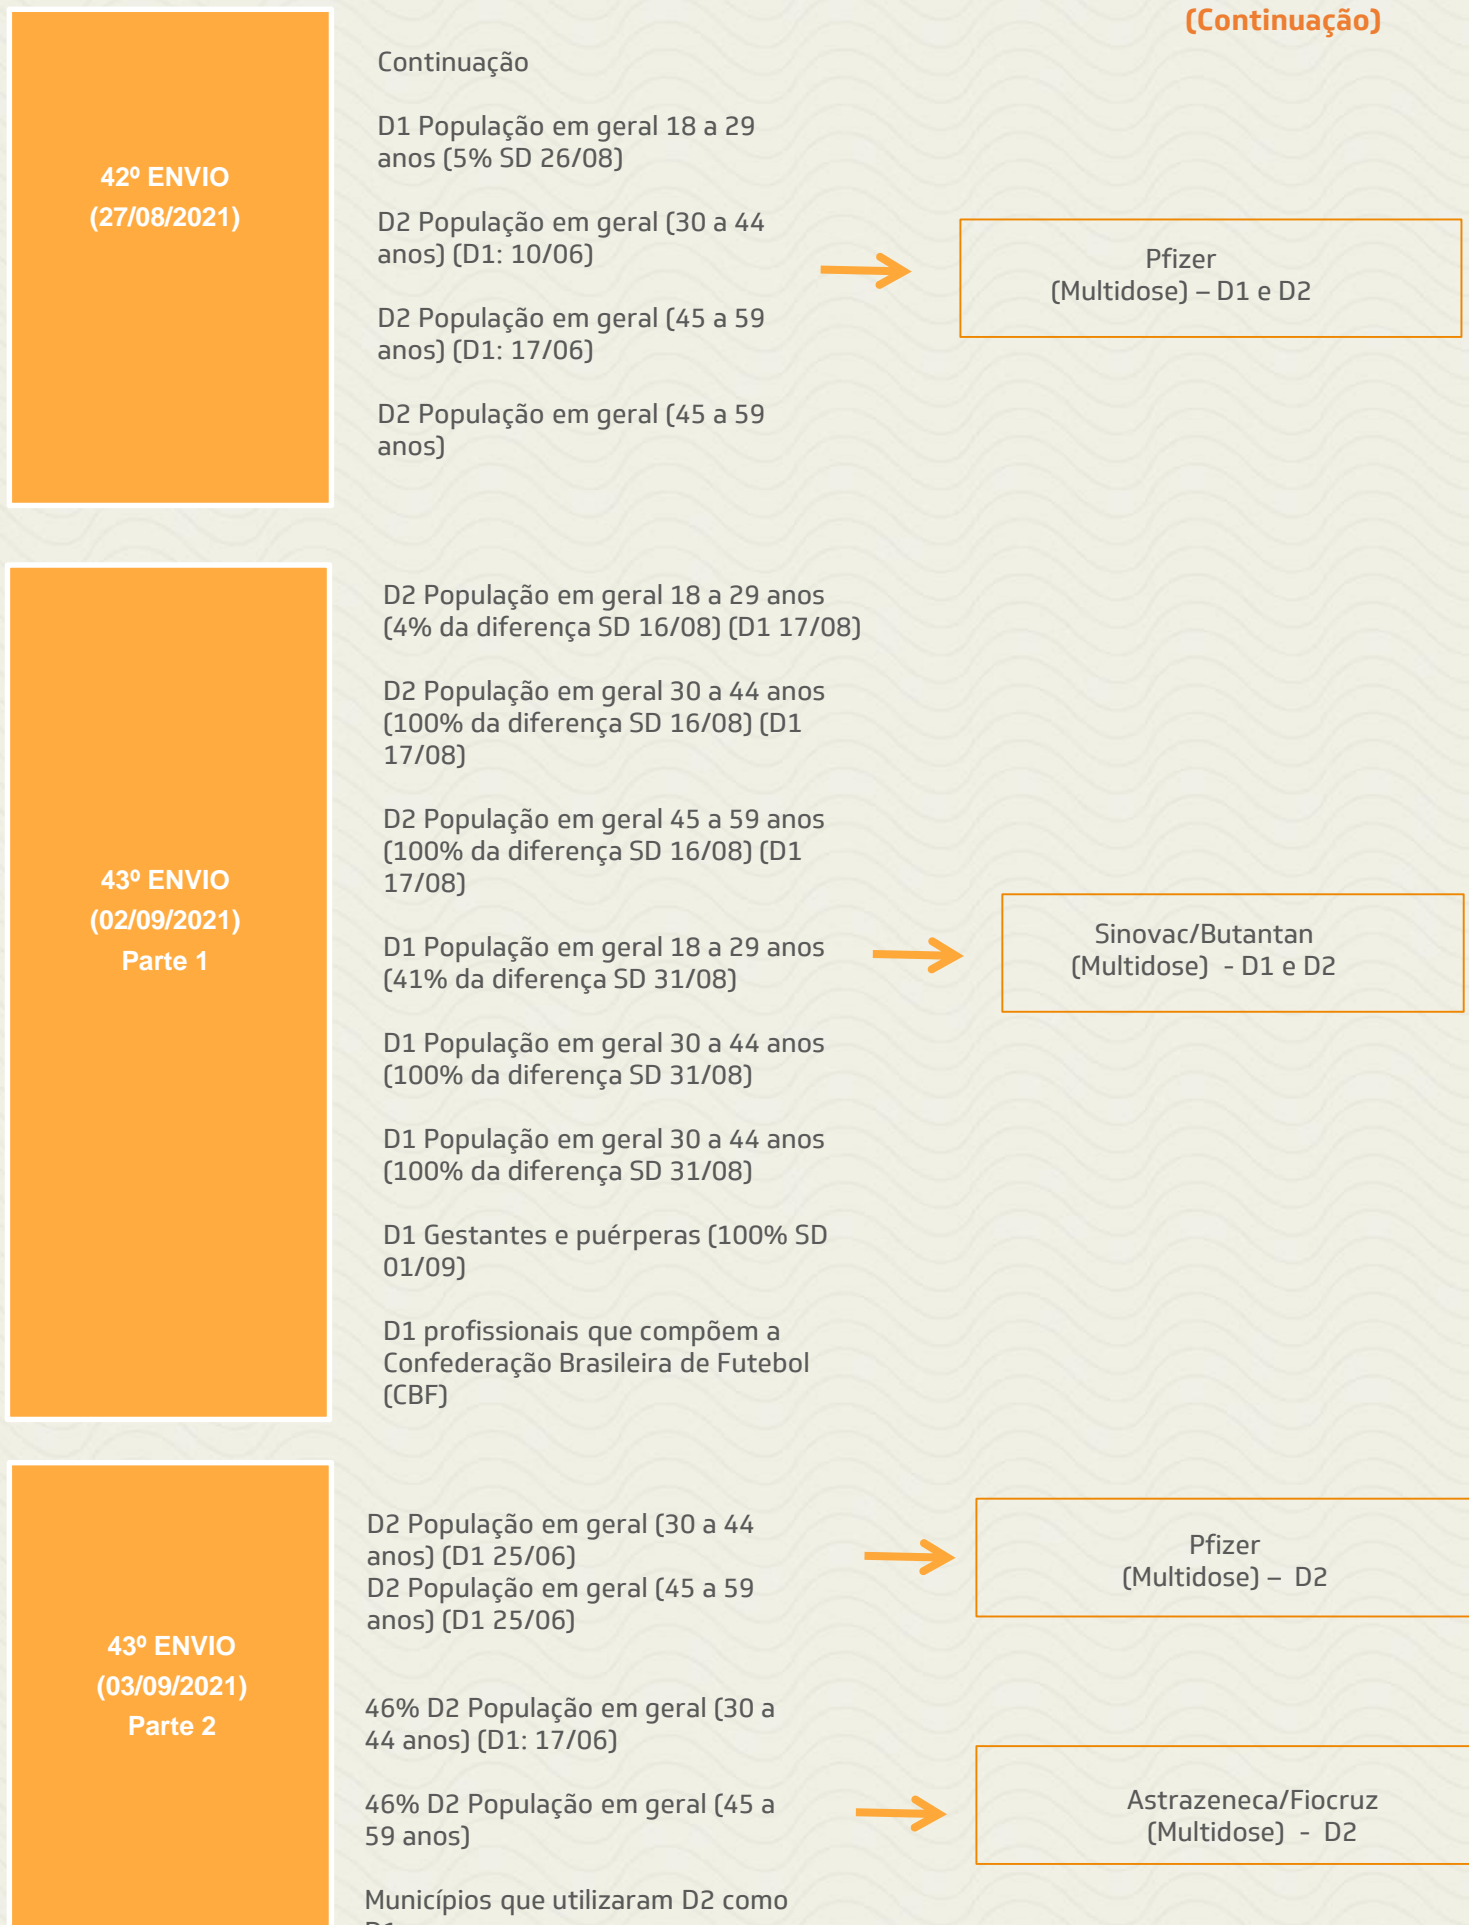 (Continuação)
42º ENVIO
(27/08/2021)
Continuação
D1 População em geral 18 a 29
anos (5% SD 26/08)
D2 População em geral (30 a 44
anos) (D1: 10/06)
D2 População em geral (45 a 59
anos) (D1: 17/06)
D2 População em geral (45 a 59
anos)
Pfizer
(Multidose) – D1 e D2
43º ENVIO
(02/09/2021)
Parte 1
D2 População em geral 18 a 29 anos
(4% da diferença SD 16/08) (D1 17/08)
D2 População em geral 30 a 44 anos
(100% da diferença SD 16/08) (D1
17/08)
D2 População em geral 45 a 59 anos
(100% da diferença SD 16/08) (D1
17/08)
D1 População em geral 18 a 29 anos
(41% da diferença SD 31/08)
D1 População em geral 30 a 44 anos
(100% da diferença SD 31/08)
D1 População em geral 30 a 44 anos
(100% da diferença SD 31/08)
D1 Gestantes e puérperas (100% SD
01/09)
D1 profissionais que compõem a
Confederação Brasileira de Futebol
(CBF)
Sinovac/Butantan
(Multidose) - D1 e D2
43º ENVIO
(03/09/2021)
Parte 2
D2 População em geral (30 a 44
anos) (D1 25/06)
D2 População em geral (45 a 59
anos) (D1 25/06)
Pfizer
(Multidose) – D2
46% D2 População em geral (30 a
44 anos) (D1: 17/06)
46% D2 População em geral (45 a
59 anos)
Municípios que utilizaram D2 como
Astrazeneca/Fiocruz
(Multidose) - D2